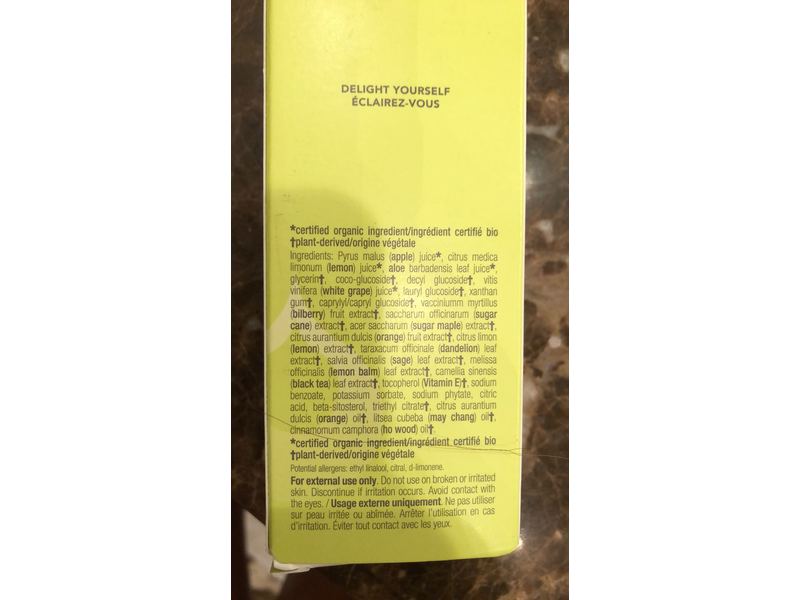 DELIGHT YOURSELF
ÉCLAIREZ-VOUS
*certified organic ingredient/ingrédient certifié bio
†plant-derived/origine végétale
Ingredients: Pyrus malus (apple) juice*, citrus medica
limonum (lemon) juice*, aloe barbadensis leaf juice*,
glycerin†, coco-glucoside†, decyl glucoside†, vitis
vinifera (white grape) juice*, lauryl glucoside†, xanthan
gum†, caprylyl/capryl glucoside†, vacciniumm myrtillus
(bilberry) fruit extract†, saccharum officinarum (sugar
cane) extract†, acer saccharum (sugar maple) extract†,
citrus aurantium dulcis (orange) fruit extract†, citrus limon
(lemon) extract†, taraxacum officinale (dandelion) leaf
extract†, salvia officinalis (sage) leaf extract†, melissa
officinalis (lemon balm) leaf extract†, camellia sinensis
(black tea) leaf extract†, tocopherol (Vitamin E)†, sodium
benzoate, potassium sorbate, sodium phytate, citric
acid, beta-sitosterol, triethyl citrate†, citrus aurantium
dulcis (orange) oil†, litsea cubeba (may chang) oil†,
cinnamomum camphora (ho wood) oil†.
*certified organic ingredient/ingrédient certifié bio
†plant-derived/origine végétale
Potential allergens: ethyl linalool, citral, d-limonene.
For external use only. Do not use on broken or irritated
skin. Discontinue if irritation occurs. Avoid contact with
the eyes. / Usage externe uniquement. Ne pas utiliser
sur peau irritée ou abîmée. Arrêter l'utilisation en cas
d'irritation. Éviter tout contact avec les yeux.